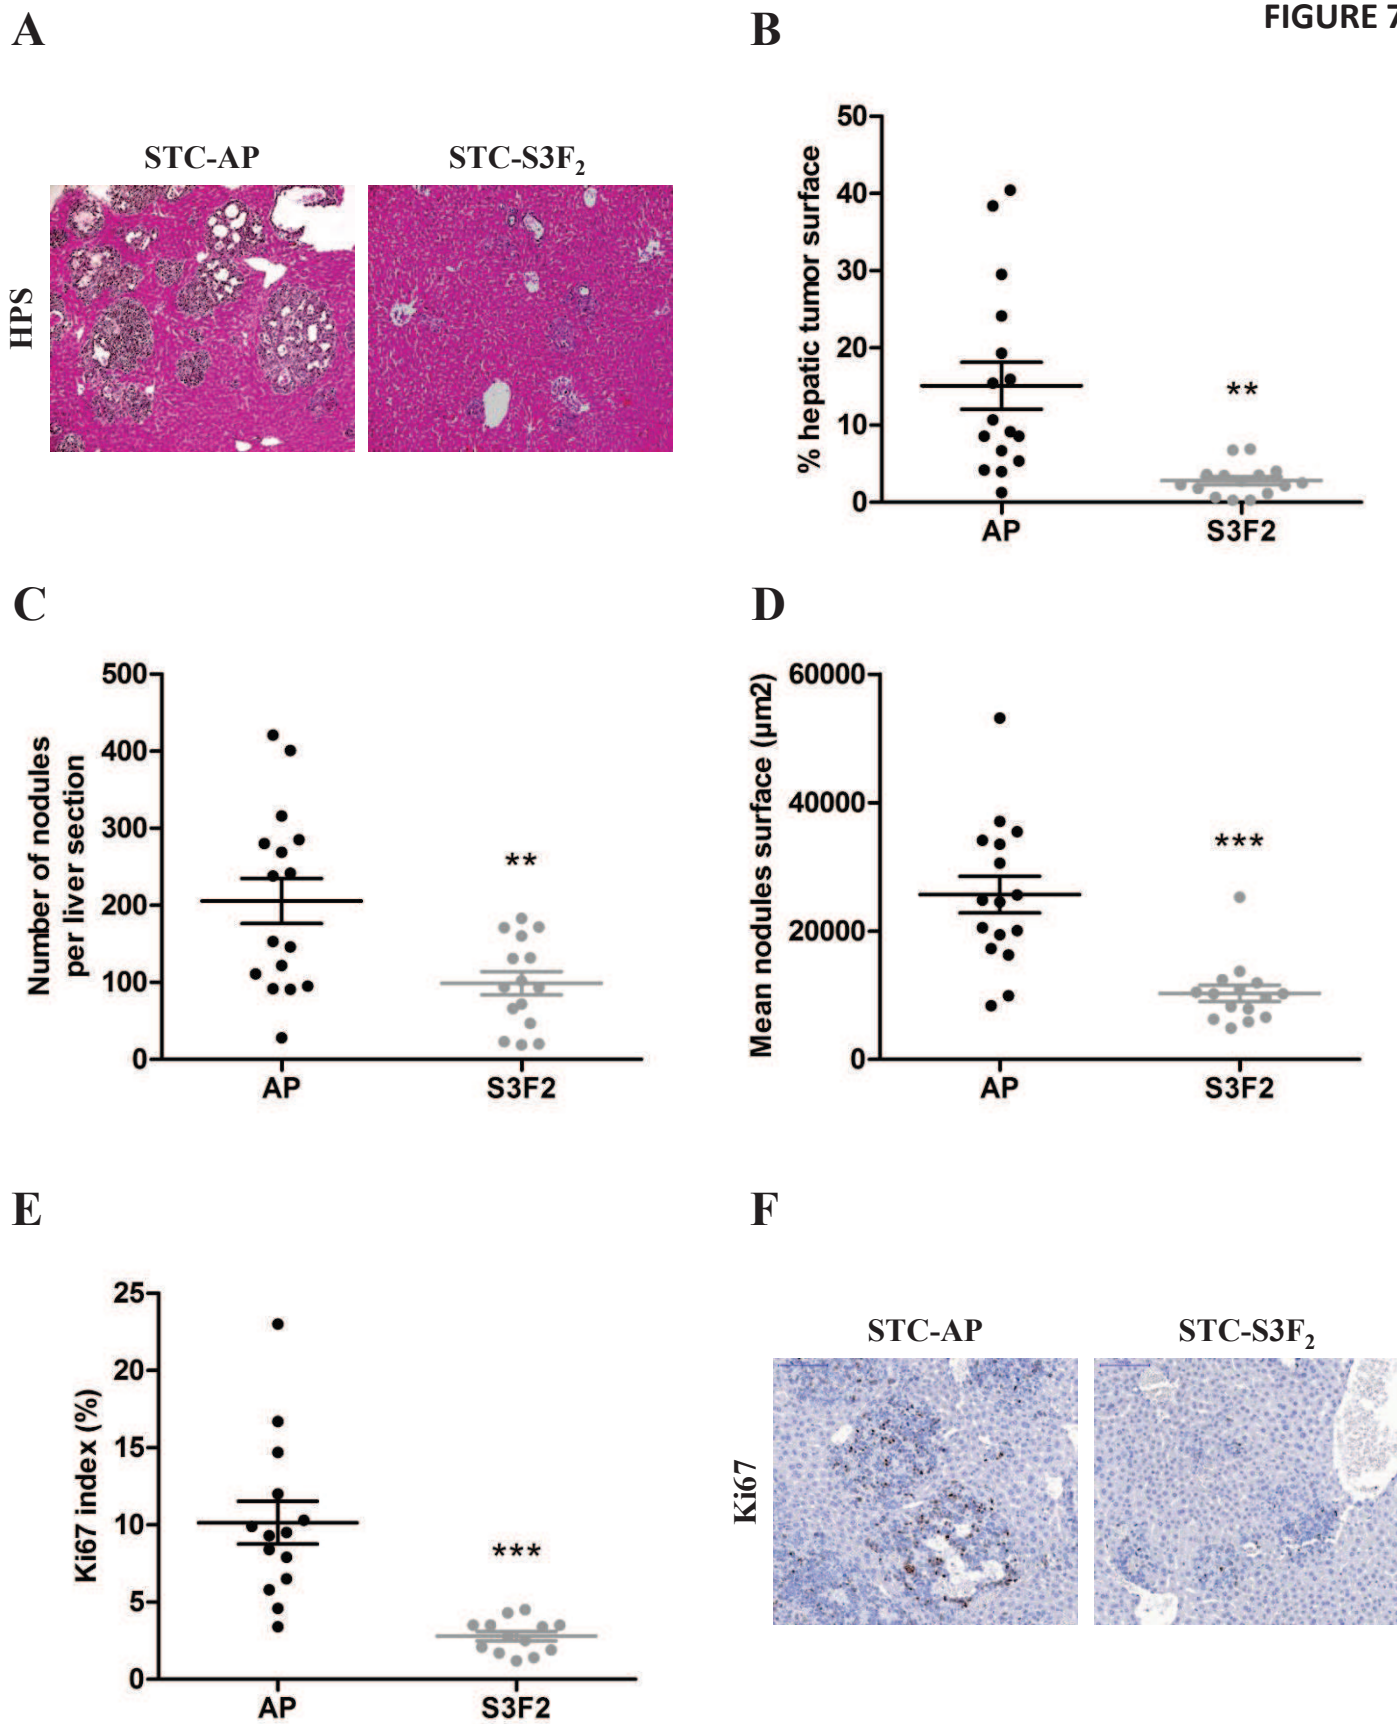 FIGURE 7
A
STC-AP
STC-S3F2
HPS
B
% hepatic tumor surface
50
40
30
20
10
0
**
AP
S3F2
C
Number of nodules
per liver section
500
400
300
200
100
0
**
AP
S3F2
D
Mean nodules surface (µm2)
60000
40000
20000
0
***
AP
S3F2
E
Ki67 index (%)
25
20
15
10
5
0
***
AP
S3F2
F
STC-AP
STC-S3F2
Ki67